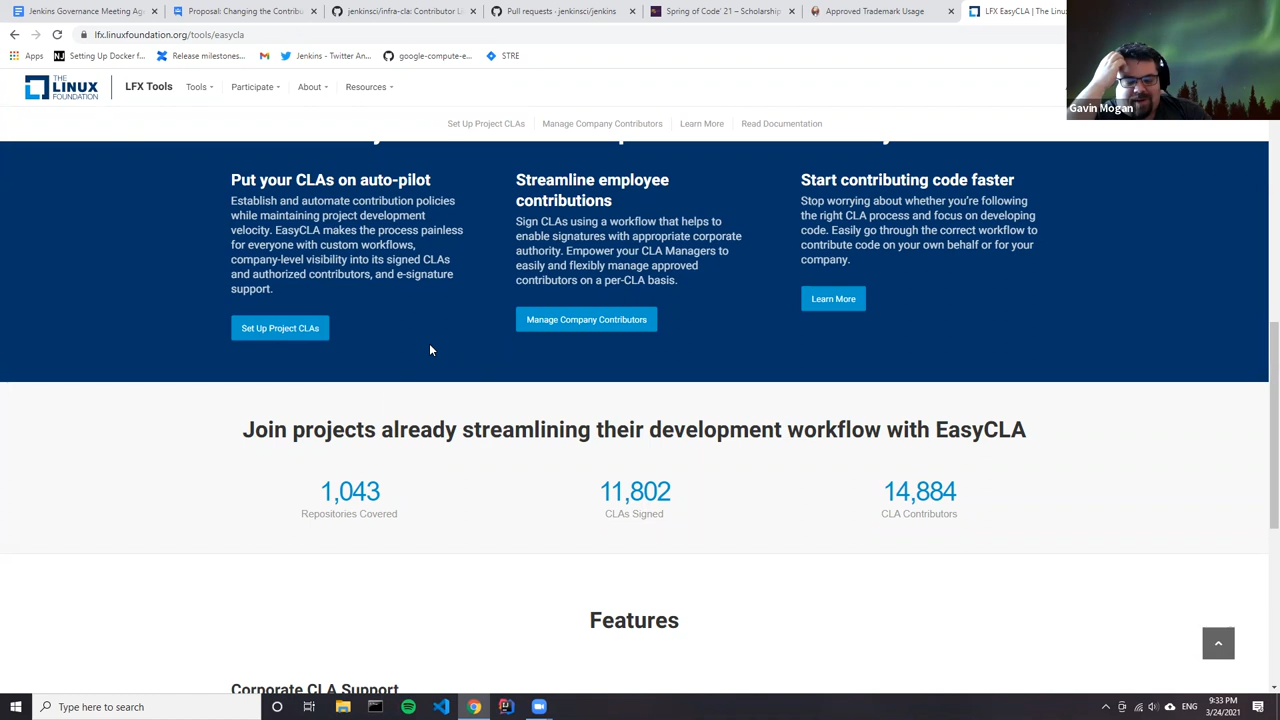 Jenkins Governance Meeting Age
Proposal: Changing the Contribu
jenkinsci/infra-cla: Contributor L
Pull requests · jenkinsci/jenkins
Spring of Code' 21 – Scholarship
Approved Trademark Usage
LFX EasyCLA | The Linu
lfx.linuxfoundation.org/tools/easycla
Apps
Setting Up Docker f...
Release milestones...
Jenkins - Twitter An...
google-compute-e...
STRE
THE LINUX FOUNDATION
LFX Tools
Tools
Participate
About
Resources
Gavin Mogan
Set Up Project CLAs
Manage Company Contributors
Learn More
Read Documentation
Put your CLAs on auto-pilot
Establish and automate contribution policies
while maintaining project development
velocity. EasyCLA makes the process painless
for everyone with custom workflows,
company-level visibility into its signed CLAs
and authorized contributors, and e-signature
support.
Set Up Project CLAs
Streamline employee
contributions
Sign CLAs using a workflow that helps to
enable signatures with appropriate corporate
authority. Empower your CLA Managers to
easily and flexibly manage approved
contributors on a per-CLA basis.
Manage Company Contributors
Start contributing code faster
Stop worrying about whether you're following
the right CLA process and focus on developing
code. Easily go through the correct workflow to
contribute code on your own behalf or for your
company.
Learn More
Join projects already streamlining their development workflow with EasyCLA
1,043
Repositories Covered
11,802
CLAs Signed
14,884
CLA Contributors
Features
Corporate CLA Support
Type here to search
ENG
9:33 PM
3/24/2021